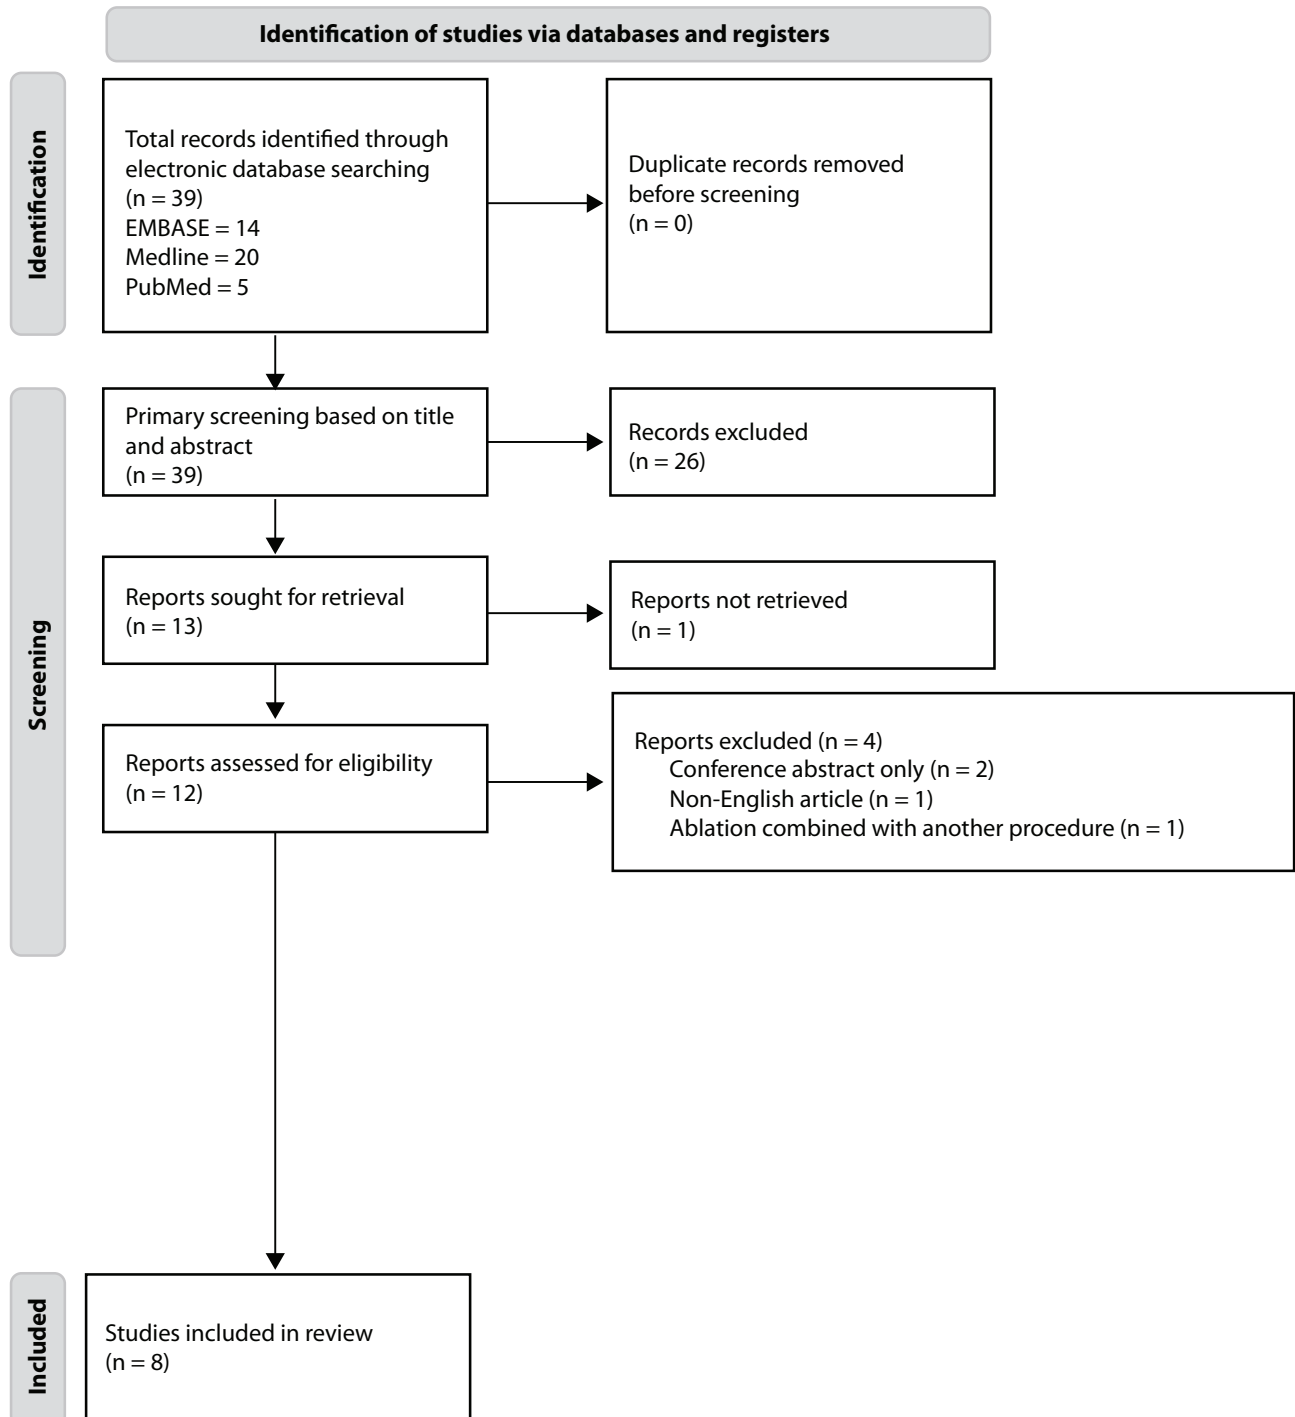 Identification of studies via databases and registers
Identification
Total records identified through
electronic database searching
(n = 39)
EMBASE = 14
Medline = 20
PubMed = 5
Duplicate records removed
before screening
(n = 0)
Screening
Primary screening based on title
and abstract
(n = 39)
Records excluded
(n = 26)
Reports sought for retrieval
(n = 13)
Reports not retrieved
(n = 1)
Reports assessed for eligibility
(n = 12)
Reports excluded (n = 4)
Conference abstract only (n = 2)
Non-English article (n = 1)
Ablation combined with another procedure (n = 1)
Included
Studies included in review
(n = 8)